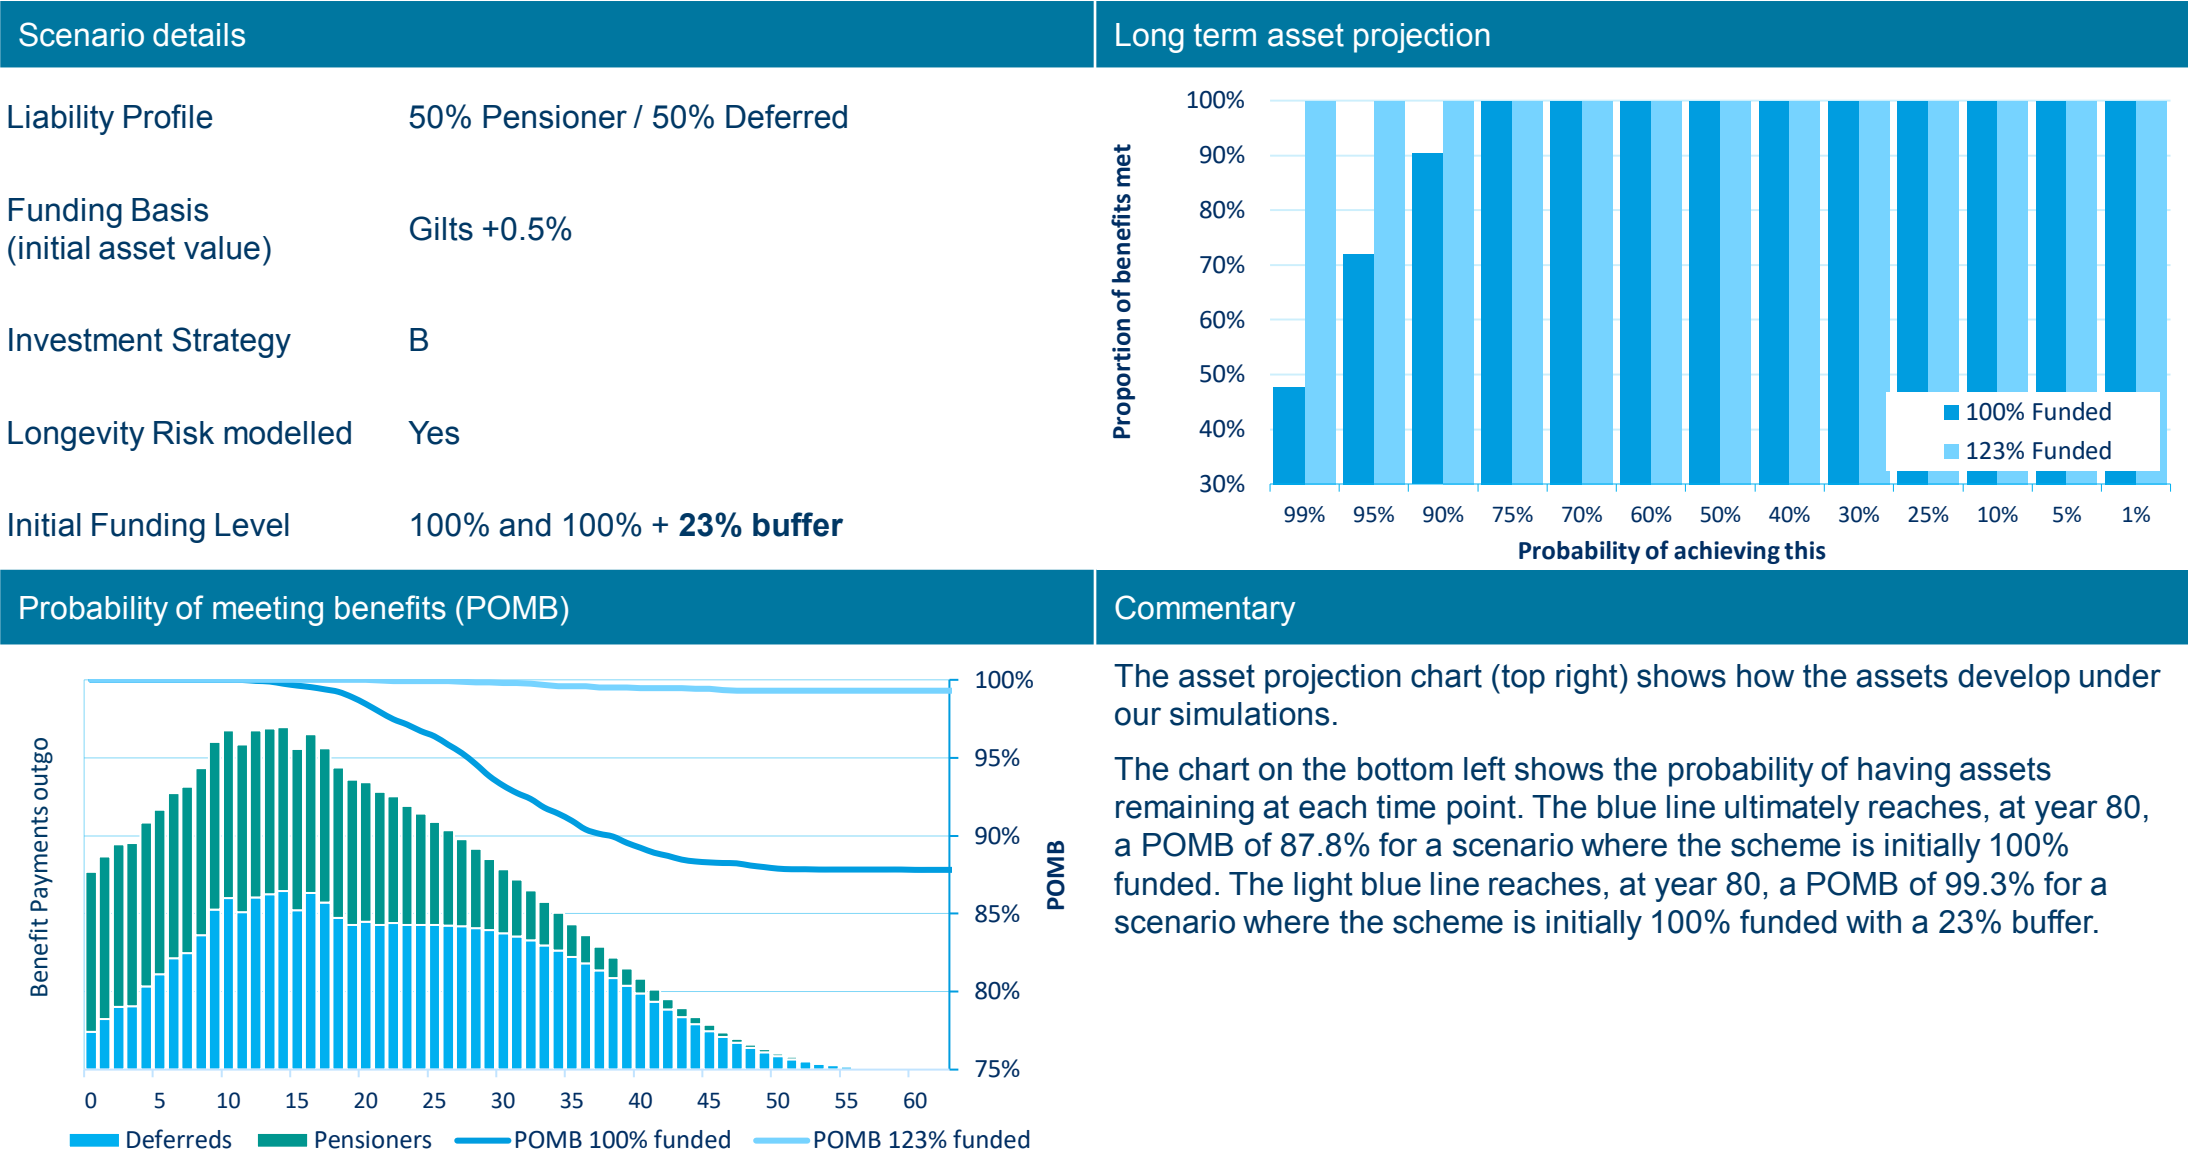 Scenario details
Liability Profile
50% Pensioner / 50% Deferred
Funding Basis
(initial asset value)
Gilts +0.5%
Investment Strategy
B
Longevity Risk modelled
Yes
Initial Funding Level
100% and 100% + 23% buffer
Long term asset projection
Proportion of benefits met
100%
90%
80%
70%
60%
50%
40%
30%
100% Funded
123% Funded
99% 95% 90% 75% 70% 60% 50% 40% 30% 25% 10% 5% 1%
Probability of achieving this
Probability of meeting benefits (POMB)
Benefit Payments outgo
100%
95%
90%
85%
80%
75%
POMB
0 5 10 15 20 25 30 35 40 45 50 55 60
Deferreds Pensioners POMB 100% funded POMB 123% funded
Commentary
The asset projection chart (top right) shows how the assets develop under
our simulations.
The chart on the bottom left shows the probability of having assets
remaining at each time point. The blue line ultimately reaches, at year 80,
a POMB of 87.8% for a scenario where the scheme is initially 100%
funded. The light blue line reaches, at year 80, a POMB of 99.3% for a
scenario where the scheme is initially 100% funded with a 23% buffer.